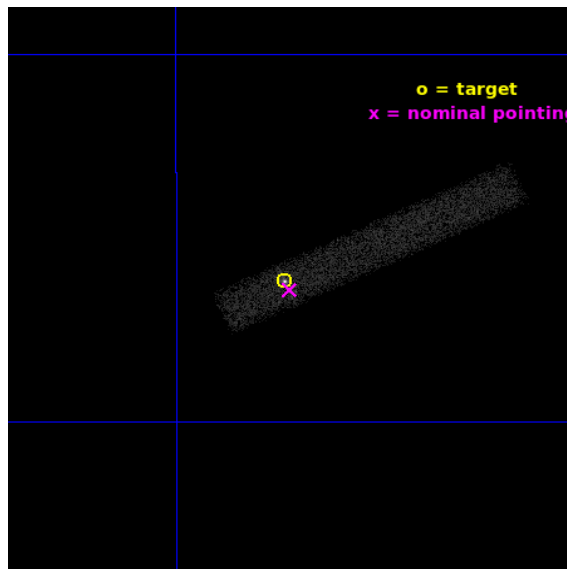 o = target
x = nominal pointing